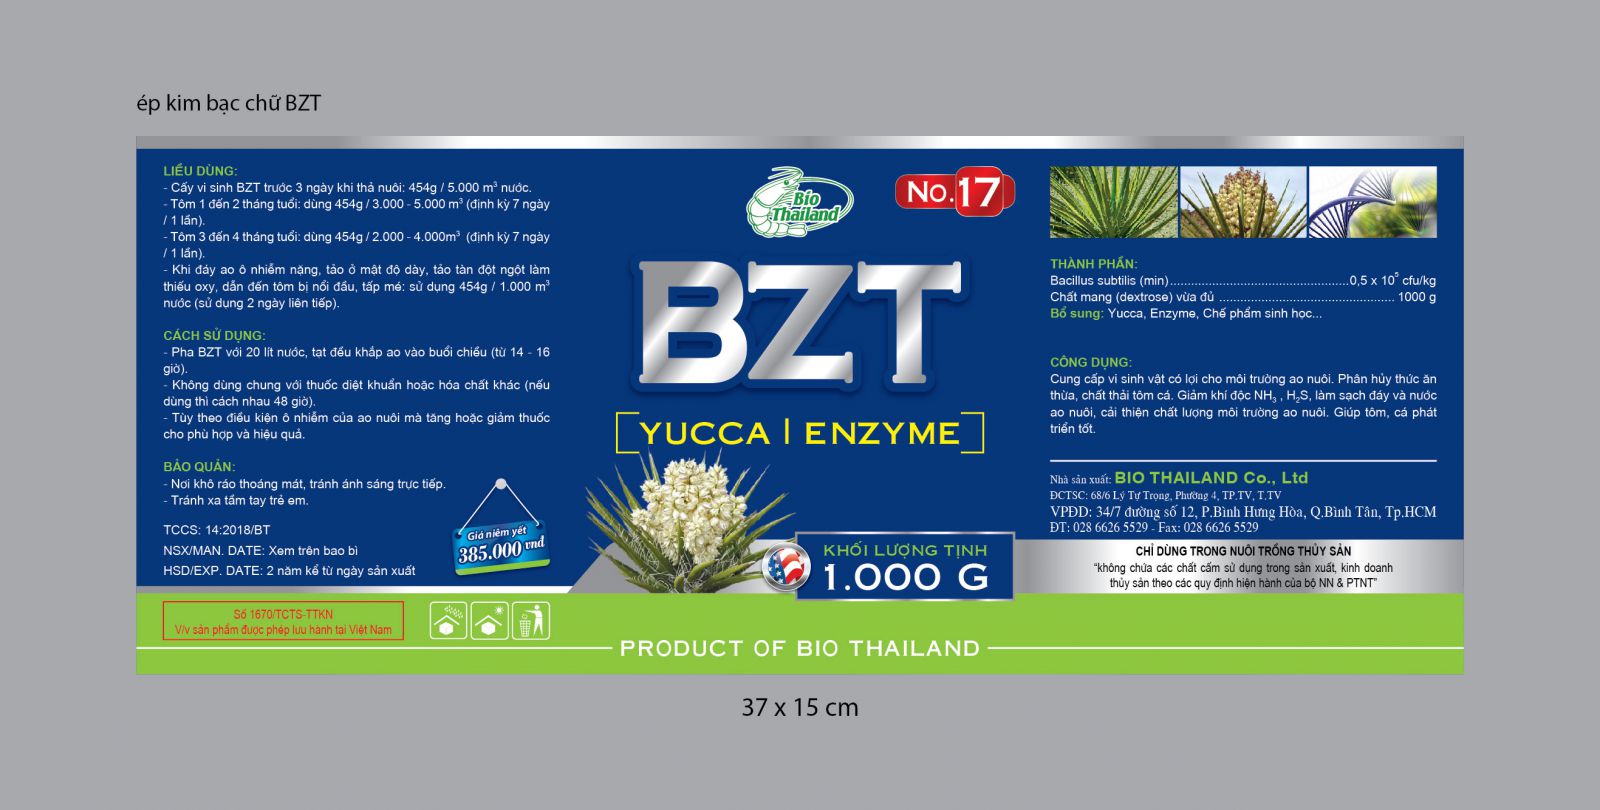 ép kim bạc chữ BZT
LIỀU DÙNG:
- Cấy vi sinh BZT trước 3 ngày khi thả nuôi: 454g / 5.000 m³ nước.
- Tôm 1 đến 2 tháng tuổi: dùng 454g / 3.000 - 5.000 m³ (định kỳ 7 ngày
/ 1 lần).
- Tôm 3 đến 4 tháng tuổi: dùng 454g / 2.000 - 4.000m³ (định kỳ 7 ngày
/ 1 lần).
- Khi đáy ao ô nhiễm nặng, tảo ở mật độ dày, tảo tàn đột ngột làm
thiếu oxy, dẫn đến tôm bị nổi đầu, tấp mé: sử dụng 454g / 1.000 m³
nước (sử dụng 2 ngày liên tiếp).
CÁCH SỬ DỤNG:
- Pha BZT với 20 lít nước, tạt đều khắp ao vào buổi chiều (từ 14 - 16
giờ).
- Không dùng chung với thuốc diệt khuẩn hoặc hóa chất khác (nếu
dùng thì cách nhau 48 giờ).
- Tùy theo điều kiện ô nhiễm của ao nuôi mà tăng hoặc giảm thuốc
cho phù hợp và hiệu quả.
BẢO QUẢN:
- Nơi khô ráo thoáng mát, tránh ánh sáng trực tiếp.
- Tránh xa tầm tay trẻ em.
TCCS: 14:2018/BT
NSX/MAN. DATE: Xem trên bao bì
HSD/EXP. DATE: 2 năm kể từ ngày sản xuất
Giá niêm yết
385.000 vnđ
Số 1670/TCTS-TTKN
V/v sản phẩm được phép lưu hành tại Việt Nam
Bio
Thailand
No.17
BZT
YUCCA | ENZYME
KHỐI LƯỢNG TỊNH
1.000 G
THÀNH PHẦN:
Bacillus subtilis (min)..................................................0,5 x 10⁵ cfu/kg
Chất mang (dextrose) vừa đủ ................................................. 1000 g
Bổ sung: Yucca, Enzyme, Chế phẩm sinh học...
CÔNG DỤNG:
Cung cấp vi sinh vật có lợi cho môi trường ao nuôi. Phân hủy thức ăn
thừa, chất thải tôm cá. Giảm khí độc NH₃ , H₂S, làm sạch đáy và nước
ao nuôi, cải thiện chất lượng môi trường ao nuôi. Giúp tôm, cá phát
triển tốt.
Nhà sản xuất: BIO THAILAND Co., Ltd
ĐCTSC: 68/6 Lý Tự Trọng, Phường 4, TP.TV, T.TV
VPĐD: 34/7 đường số 12, P.Bình Hưng Hòa, Q.Bình Tân, Tp.HCM
ĐT: 028 6626 5529 - Fax: 028 6626 5529
CHỈ DÙNG TRONG NUÔI TRỒNG THỦY SẢN
"không chứa các chất cấm sử dụng trong sản xuất, kinh doanh
thủy sản theo các quy định hiện hành của bộ NN & PTNT"
PRODUCT OF BIO THAILAND
37 x 15 cm